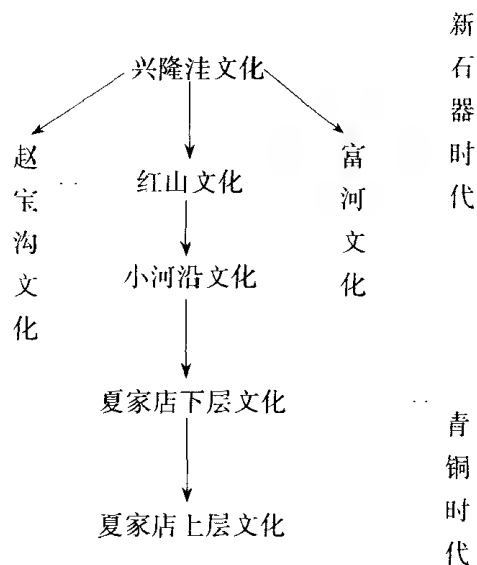 新石器时代
兴隆洼文化
赵宝沟文化
红山文化
富河文化
小河沿文化
夏家店下层文化
青铜时代
夏家店上层文化